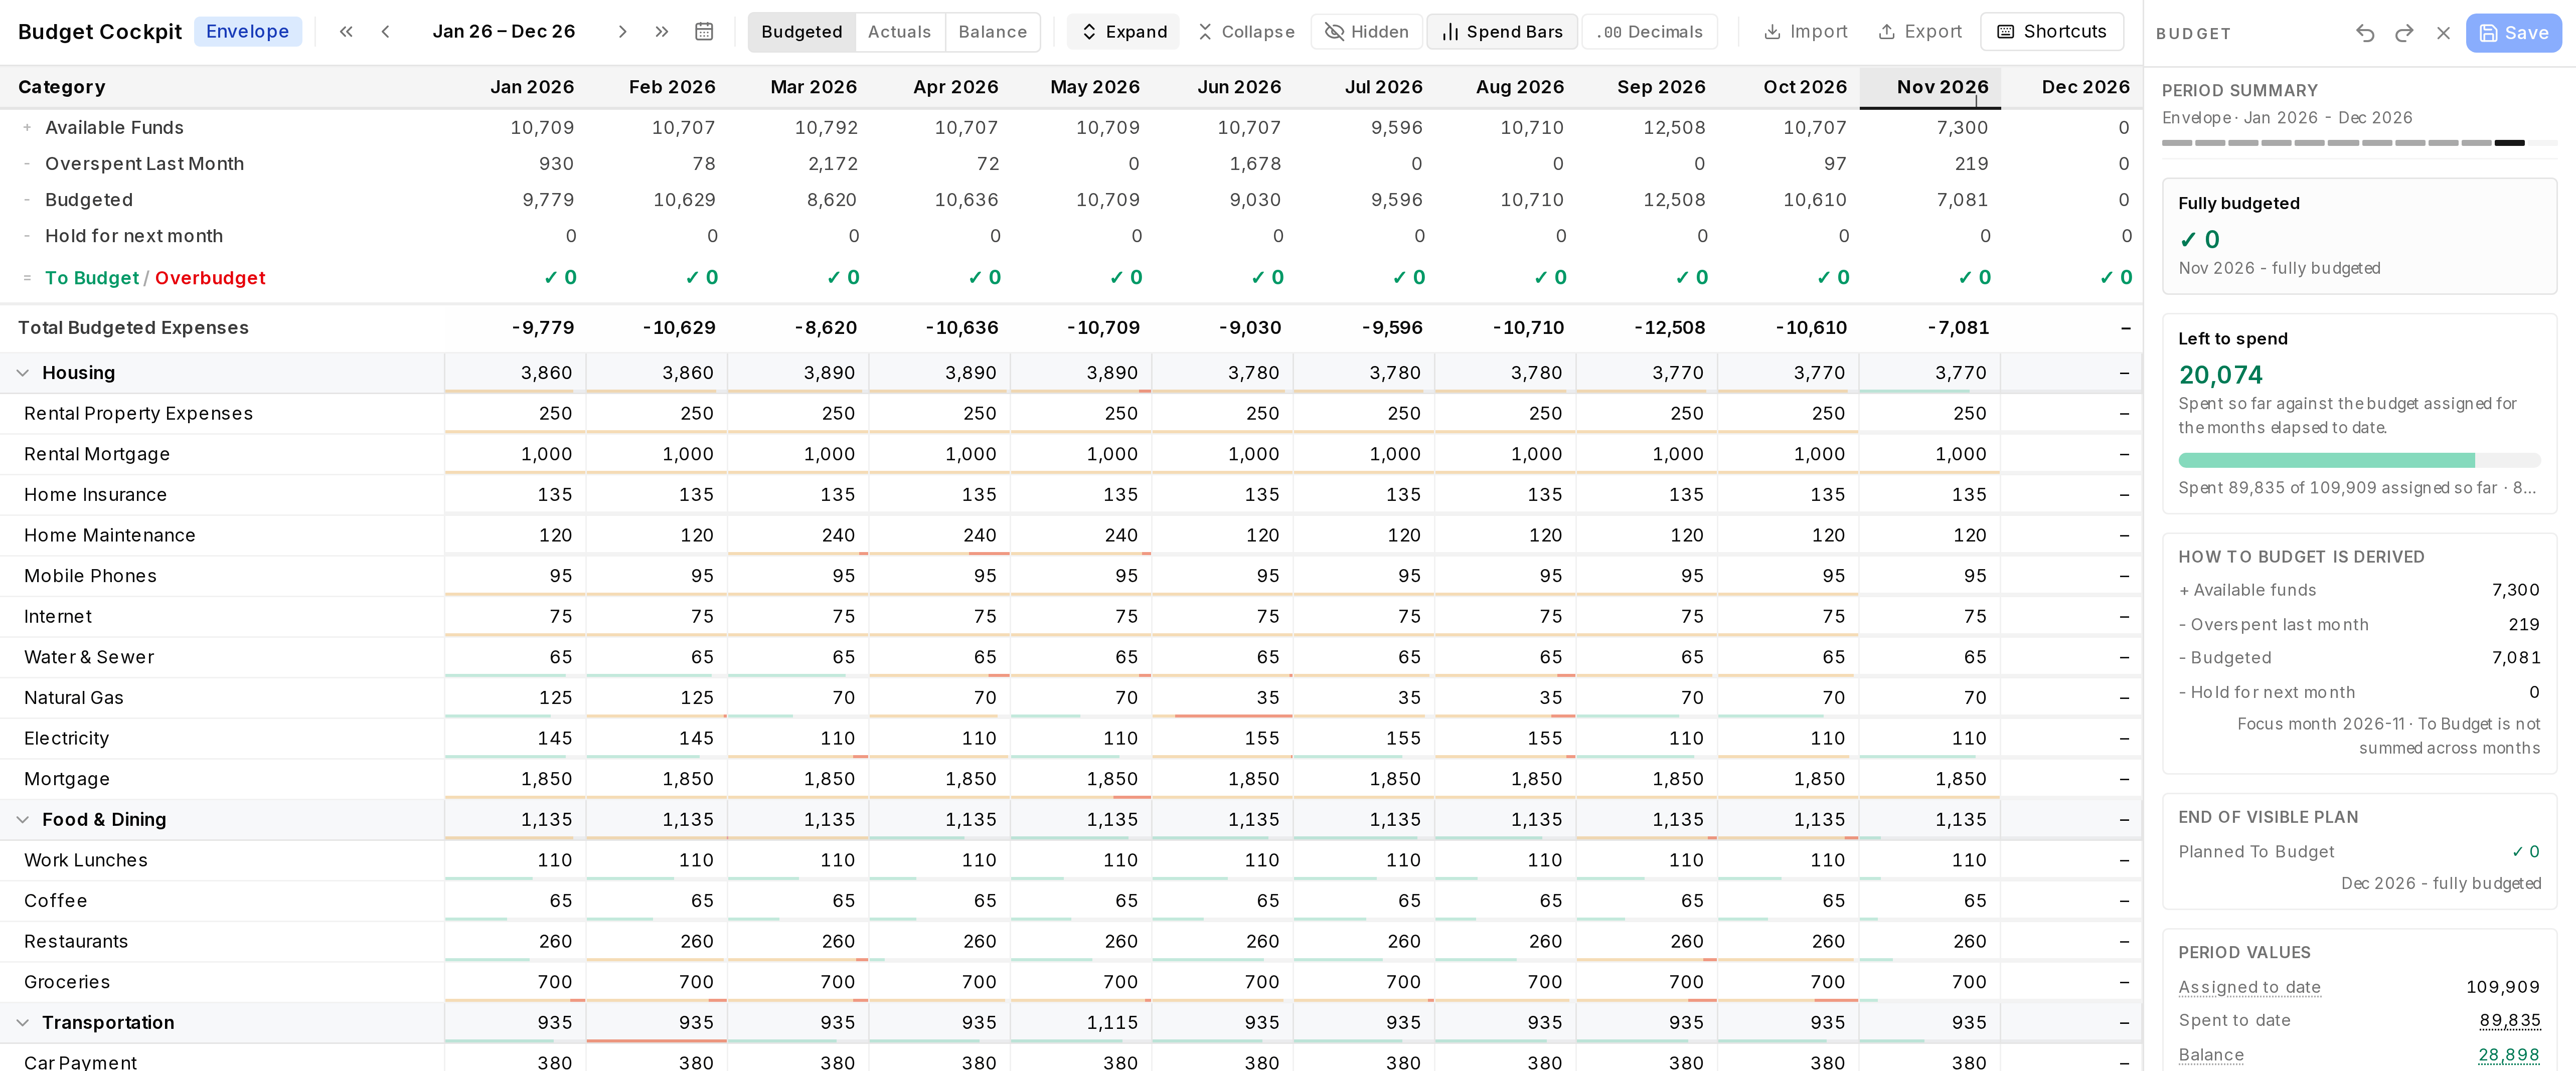 Budget Cockpit Envelope Jan 26 – Dec 26 Budgeted Actuals Balance Expand Collapse Hidden Spend Bars .00 Decimals Import Export Shortcuts
Category Jan 2026 Feb 2026 Mar 2026 Apr 2026 May 2026 Jun 2026 Jul 2026 Aug 2026 Sep 2026 Oct 2026 Nov 2026 Dec 2026
+ Available Funds 10,709 10,707 10,792 10,707 10,709 10,707 9,596 10,710 12,508 10,707 7,300 0
- Overspent Last Month 930 78 2,172 72 0 1,678 0 0 0 97 219 0
- Budgeted 9,779 10,629 8,620 10,636 10,709 9,030 9,596 10,710 12,508 10,610 7,081 0
- Hold for next month 0 0 0 0 0 0 0 0 0 0 0 0
= To Budget / Overbudget ✓ 0 ✓ 0 ✓ 0 ✓ 0 ✓ 0 ✓ 0 ✓ 0 ✓ 0 ✓ 0 ✓ 0 ✓ 0 ✓ 0
Total Budgeted Expenses -9,779 -10,629 -8,620 -10,636 -10,709 -9,030 -9,596 -10,710 -12,508 -10,610 -7,081 –
Housing 3,860 3,860 3,890 3,890 3,890 3,780 3,780 3,780 3,770 3,770 3,770 –
Rental Property Expenses 250 250 250 250 250 250 250 250 250 250 250 –
Rental Mortgage 1,000 1,000 1,000 1,000 1,000 1,000 1,000 1,000 1,000 1,000 1,000 –
Home Insurance 135 135 135 135 135 135 135 135 135 135 135 –
Home Maintenance 120 120 240 240 240 120 120 120 120 120 120 –
Mobile Phones 95 95 95 95 95 95 95 95 95 95 95 –
Internet 75 75 75 75 75 75 75 75 75 75 75 –
Water & Sewer 65 65 65 65 65 65 65 65 65 65 65 –
Natural Gas 125 125 70 70 70 35 35 35 70 70 70 –
Electricity 145 145 110 110 110 155 155 155 110 110 110 –
Mortgage 1,850 1,850 1,850 1,850 1,850 1,850 1,850 1,850 1,850 1,850 1,850 –
Food & Dining 1,135 1,135 1,135 1,135 1,135 1,135 1,135 1,135 1,135 1,135 1,135 –
Work Lunches 110 110 110 110 110 110 110 110 110 110 110 –
Coffee 65 65 65 65 65 65 65 65 65 65 65 –
Restaurants 260 260 260 260 260 260 260 260 260 260 260 –
Groceries 700 700 700 700 700 700 700 700 700 700 700 –
Transportation 935 935 935 935 1,115 935 935 935 935 935 935 –
Car Payment 380 380 380 380 380 380 380 380 380 380 380 –
BUDGET Save
PERIOD SUMMARY
Envelope · Jan 2026 - Dec 2026
Fully budgeted
✓ 0
Nov 2026 - fully budgeted
Left to spend
20,074
Spent so far against the budget assigned for
the months elapsed to date.
Spent 89,835 of 109,909 assigned so far · 8...
HOW TO BUDGET IS DERIVED
+ Available funds 7,300
- Overspent last month 219
- Budgeted 7,081
- Hold for next month 0
Focus month 2026-11 · To Budget is not
summed across months
END OF VISIBLE PLAN
Planned To Budget ✓ 0
Dec 2026 - fully budgeted
PERIOD VALUES
Assigned to date 109,909
Spent to date 89,835
Balance 28,898